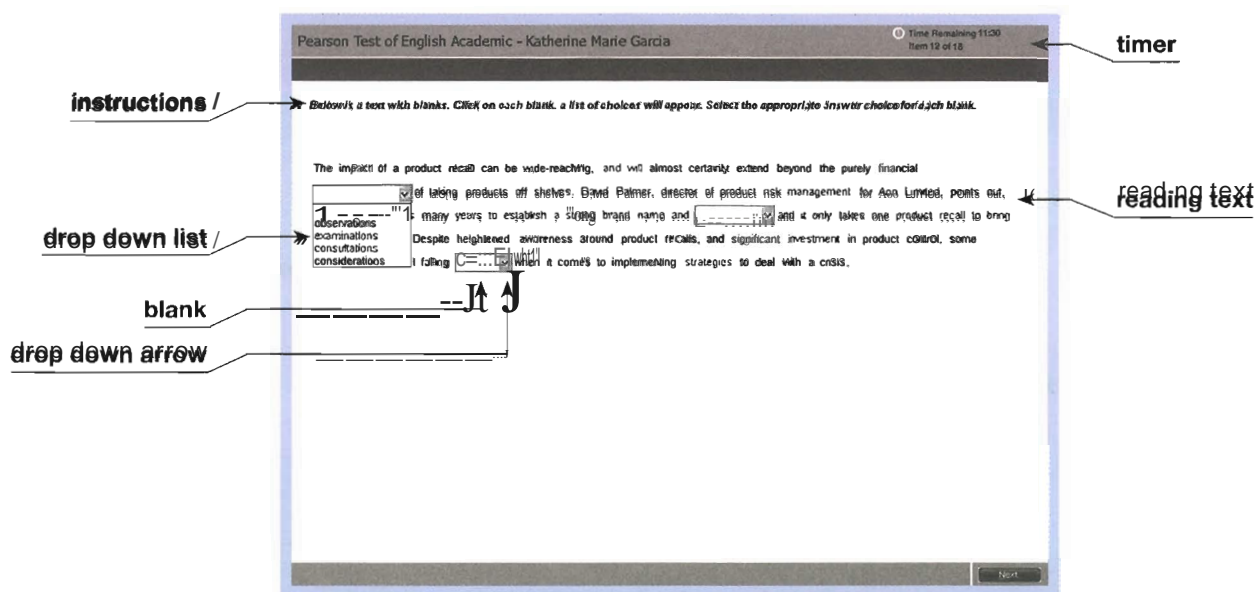 Pearson Test of English Academic - Katherine Marie Garcia
Time Remaining 11:30
Item 12 of 18
timer
instructions /
Below is a text with blanks. Click on each blank, a list of choices will appear. Select the appropriate answer choice for each blank.
The impact of a product recall can be wide-reaching, and will almost certainly extend beyond the purely financial
of taking products off shelves. David Palmer, director of product risk management for Aon Limited, points out,
reading text
many years to establish a strong brand name and and it only takes one product recall to bring
observations
examinations
consultations
considerations
drop down list /
Despite heightened awareness around product recalls, and significant investment in product control, some
falling when it comes to implementing strategies to deal with a crisis.
blank
drop down arrow
Next